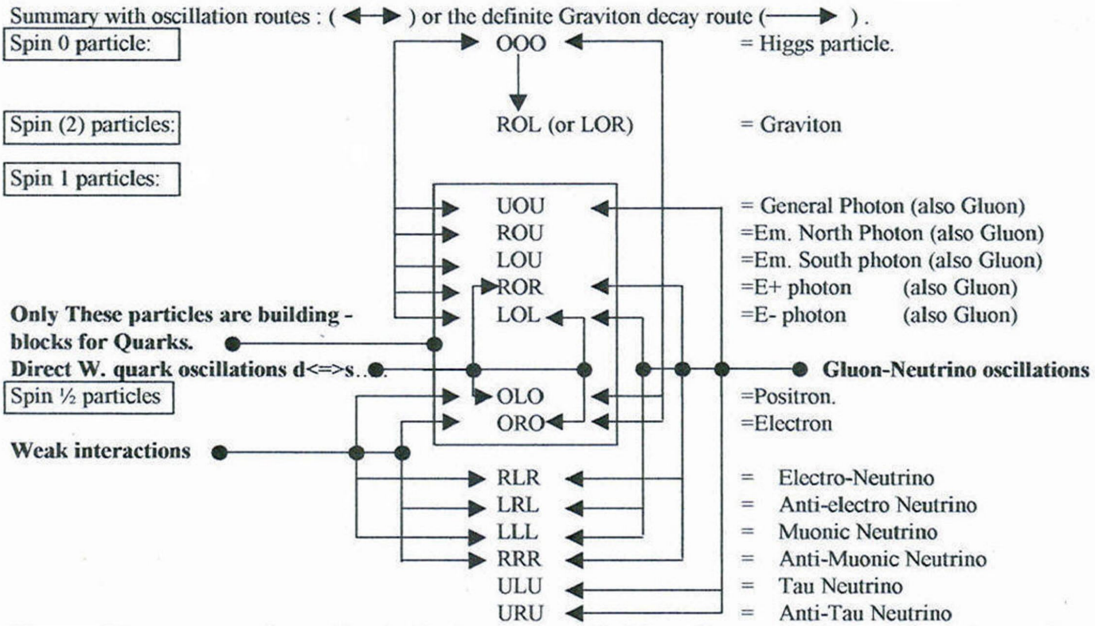 Summary with oscillation routes : ( ◄─► ) or the definite Graviton decay route (──► ) .
Spin 0 particle: OOO = Higgs particle.
Spin (2) particles: ROL (or LOR) = Graviton
Spin 1 particles:
UOU = General Photon (also Gluon)
ROU =Em. North Photon (also Gluon)
LOU =Em. South photon (also Gluon)
ROR =E+ photon (also Gluon)
Only These particles are building - LOL =E- photon (also Gluon)
blocks for Quarks.
Direct W. quark oscillations d<=>s.... Gluon-Neutrino oscillations
Spin ½ particles OLO =Positron.
ORO =Electron
Weak interactions
RLR = Electro-Neutrino
LRL = Anti-electro Neutrino
LLL = Muonic Neutrino
RRR = Anti-Muonic Neutrino
ULU = Tau Neutrino
URU = Anti-Tau Neutrino